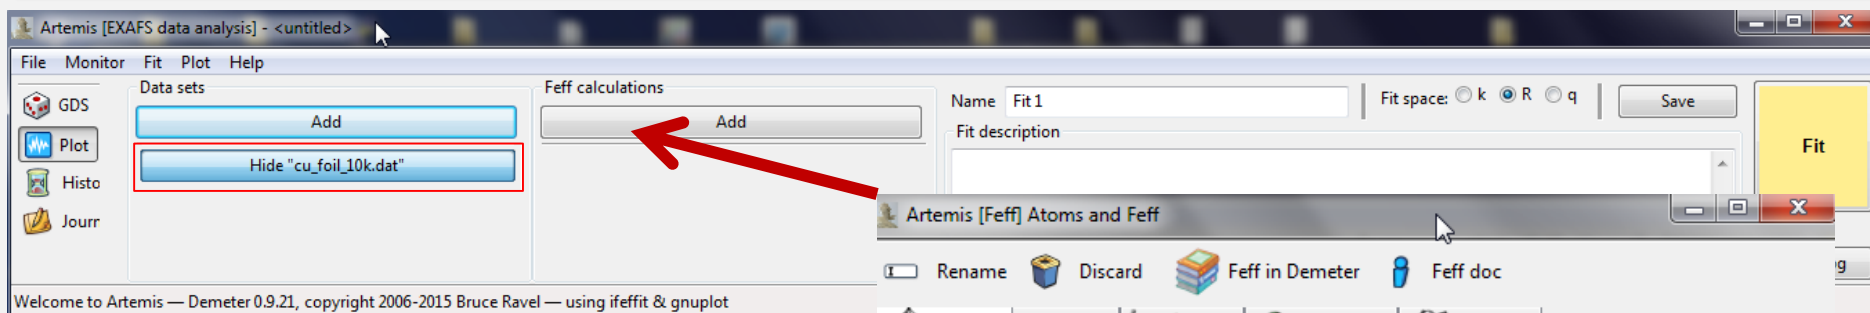 Artemis [EXAFS data analysis] - <untitled>
File Monitor Fit Plot Help
GDS
Plot
Histo
Journ
Data sets
Add
Hide "cu_foil_10k.dat"
Feff calculations
Add
Name Fit 1
Fit space: k R q
Save
Fit description
Fit
Artemis [Feff] Atoms and Feff
Rename Discard Feff in Demeter Feff doc
g
Welcome to Artemis — Demeter 0.9.21, copyright 2006-2015 Bruce Ravel — using ifeffit & gnuplot